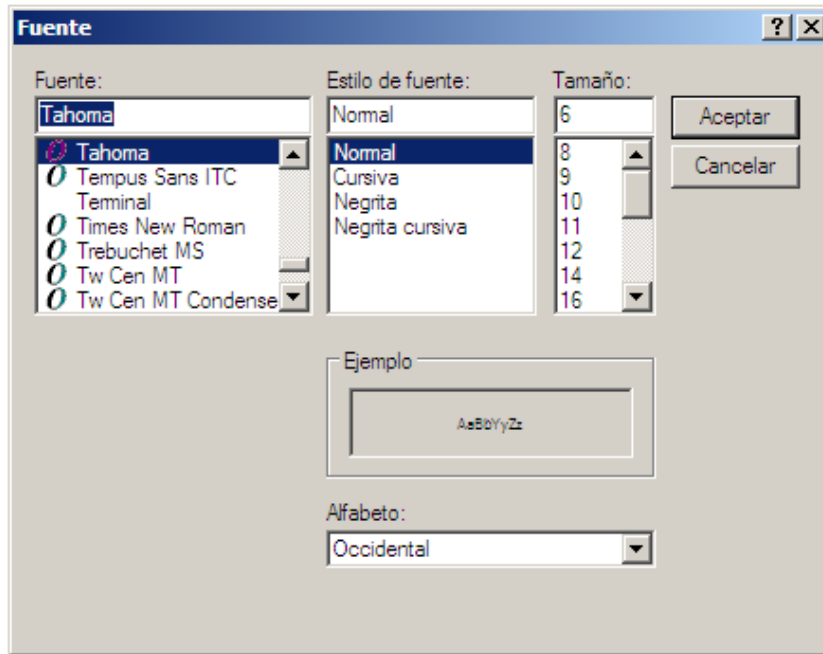 Fuente
Fuente:
Tahoma
Tahoma
Tempus Sans ITC
Terminal
Times New Roman
Trebuchet MS
Tw Cen MT
Tw Cen MT Condense
Estilo de fuente:
Normal
Normal
Cursiva
Negrita
Negrita cursiva
Tamaño:
6
8
9
10
11
12
14
16
Aceptar
Cancelar
Ejemplo
AaBbYyZz
Alfabeto:
Occidental